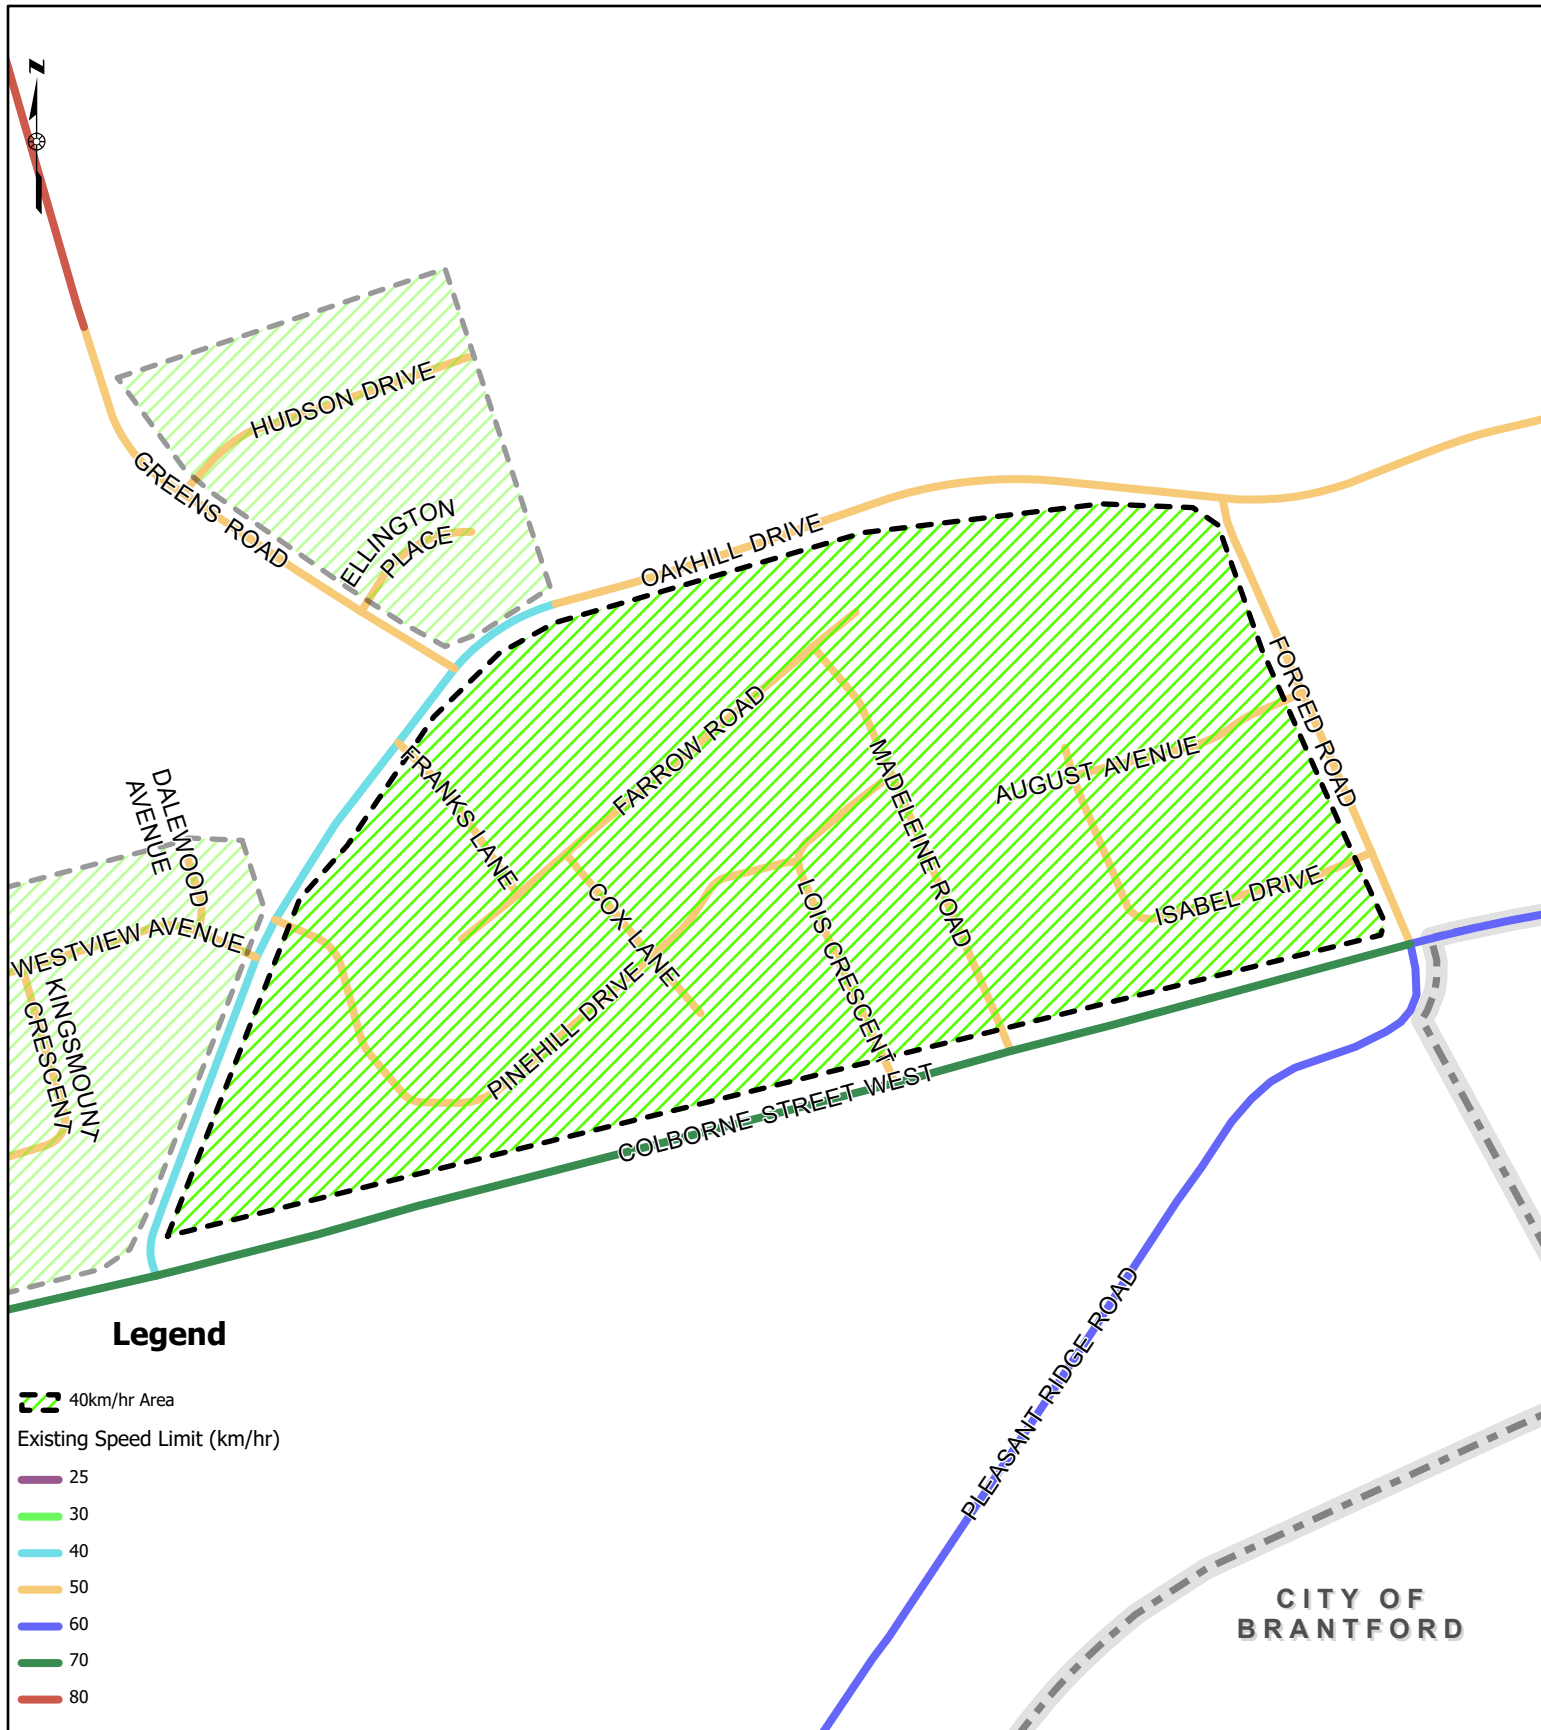 N
HUDSON DRIVE
GREENS ROAD
ELLINGTON
PLACE
OAKHILL DRIVE
FORCED ROAD
FARROW ROAD
FRANKS LANE
MADELEINE ROAD
AUGUST AVENUE
DALEWOOD
AVENUE
WESTVIEW AVENUE
KINGSMOUNT
CRESCENT
COX LANE
LOIS CRESCENT
ISABEL DRIVE
PINEHILL DRIVE
COLBORNE STREET WEST
PLEASANT RIDGE ROAD
CITY OF
BRANTFORD
Legend
40km/hr Area
Existing Speed Limit (km/hr)
25
30
40
50
60
70
80